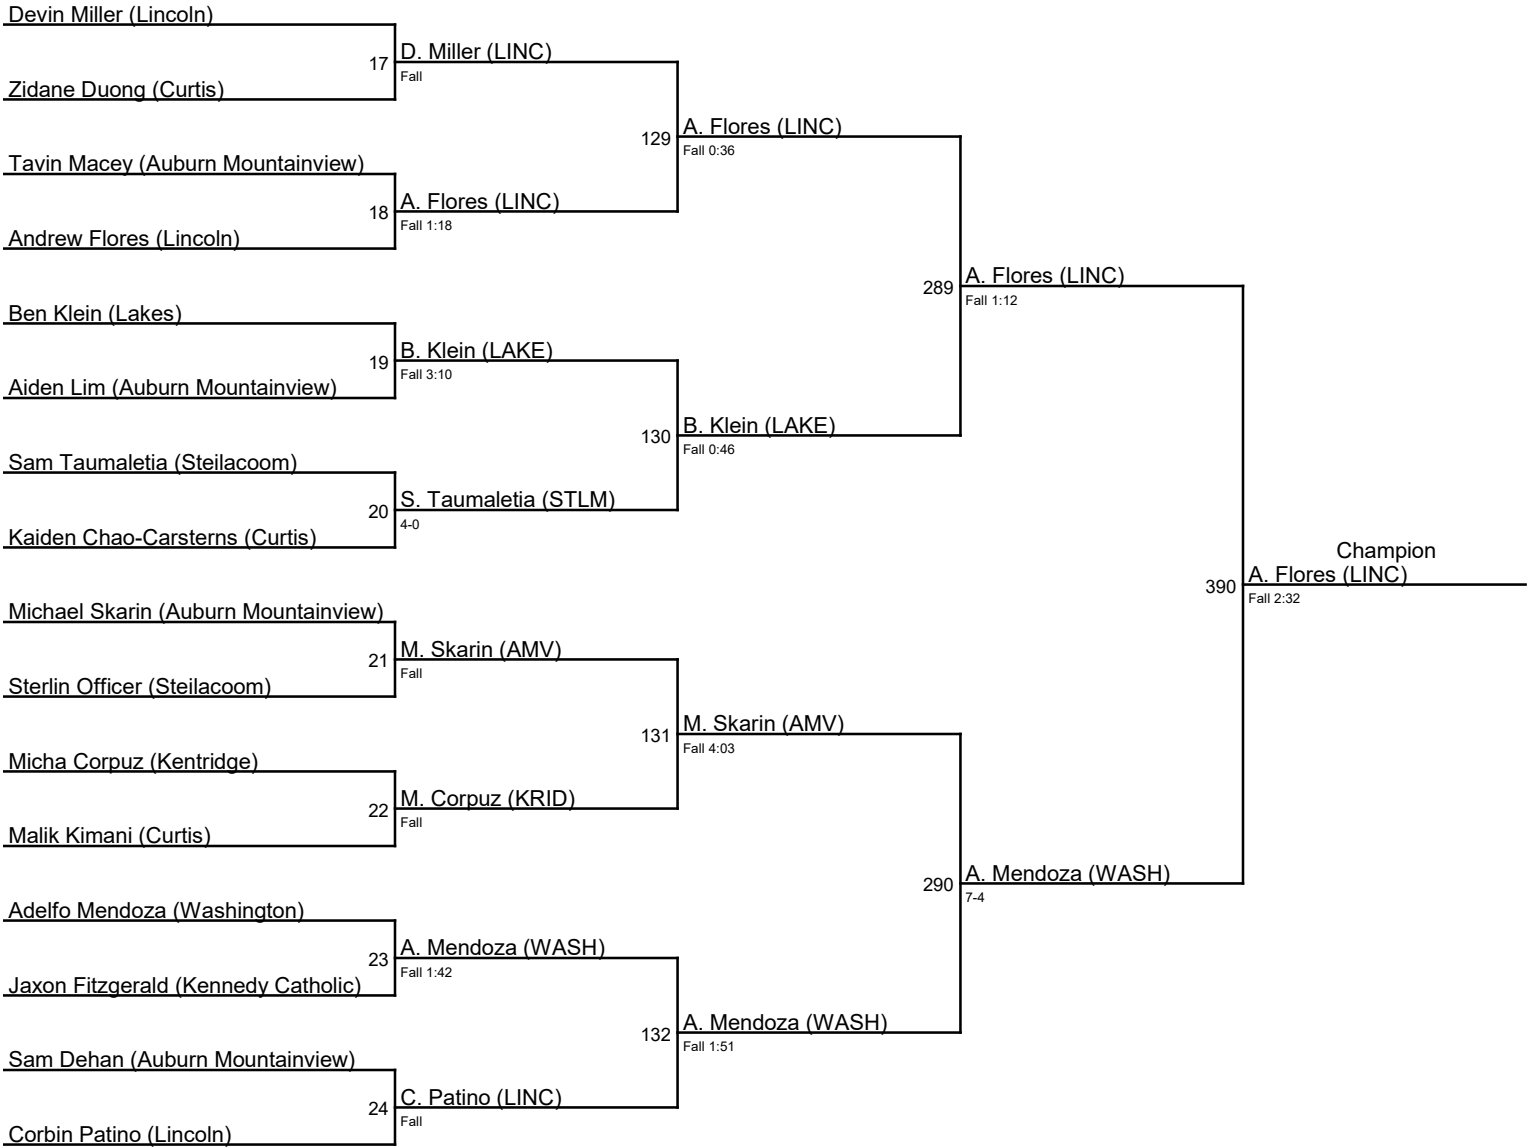 Devin Miller (Lincoln)
17
D. Miller (LINC)
Fall
Zidane Duong (Curtis)
129
A. Flores (LINC)
Fall 0:36
Tavin Macey (Auburn Mountainview)
18
A. Flores (LINC)
Fall 1:18
Andrew Flores (Lincoln)
289
A. Flores (LINC)
Fall 1:12
Ben Klein (Lakes)
19
B. Klein (LAKE)
Fall 3:10
Aiden Lim (Auburn Mountainview)
130
B. Klein (LAKE)
Fall 0:46
Sam Taumaletia (Steilacoom)
20
S. Taumaletia (STLM)
4-0
Kaiden Chao-Carsterns (Curtis)
Champion
390
A. Flores (LINC)
Fall 2:32
Michael Skarin (Auburn Mountainview)
21
M. Skarin (AMV)
Fall
Sterlin Officer (Steilacoom)
131
M. Skarin (AMV)
Fall 4:03
Micha Corpuz (Kentridge)
22
M. Corpuz (KRID)
Fall
Malik Kimani (Curtis)
290
A. Mendoza (WASH)
7-4
Adelfo Mendoza (Washington)
23
A. Mendoza (WASH)
Fall 1:42
Jaxon Fitzgerald (Kennedy Catholic)
132
A. Mendoza (WASH)
Fall 1:51
Sam Dehan (Auburn Mountainview)
24
C. Patino (LINC)
Fall
Corbin Patino (Lincoln)